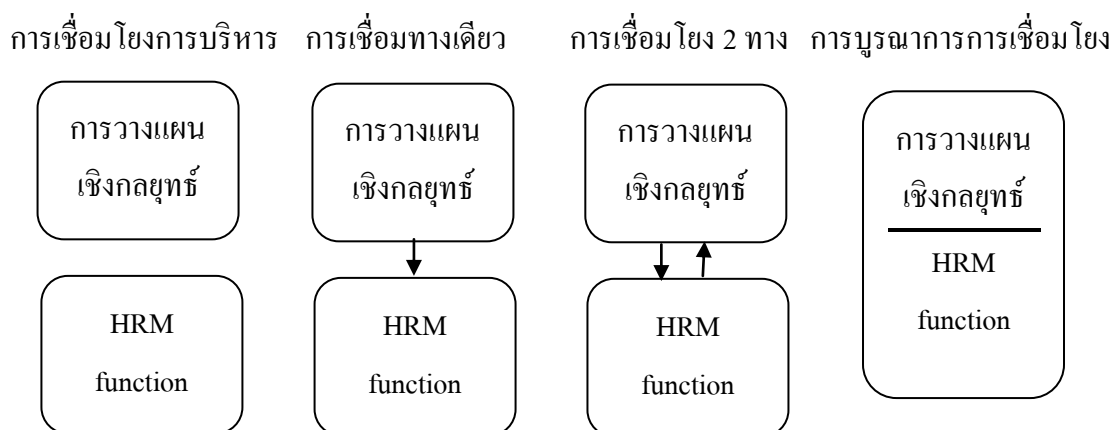 การเชื่อมโยงการบริหาร
การเชื่อมทางเดียว
การเชื่อมโยง 2 ทาง
การบูรณาการการเชื่อมโยง
การวางแผน
เชิงกลยุทธ์
HRM
function
การวางแผน
เชิงกลยุทธ์
HRM
function
การวางแผน
เชิงกลยุทธ์
HRM
function
การวางแผน
เชิงกลยุทธ์
HRM
function